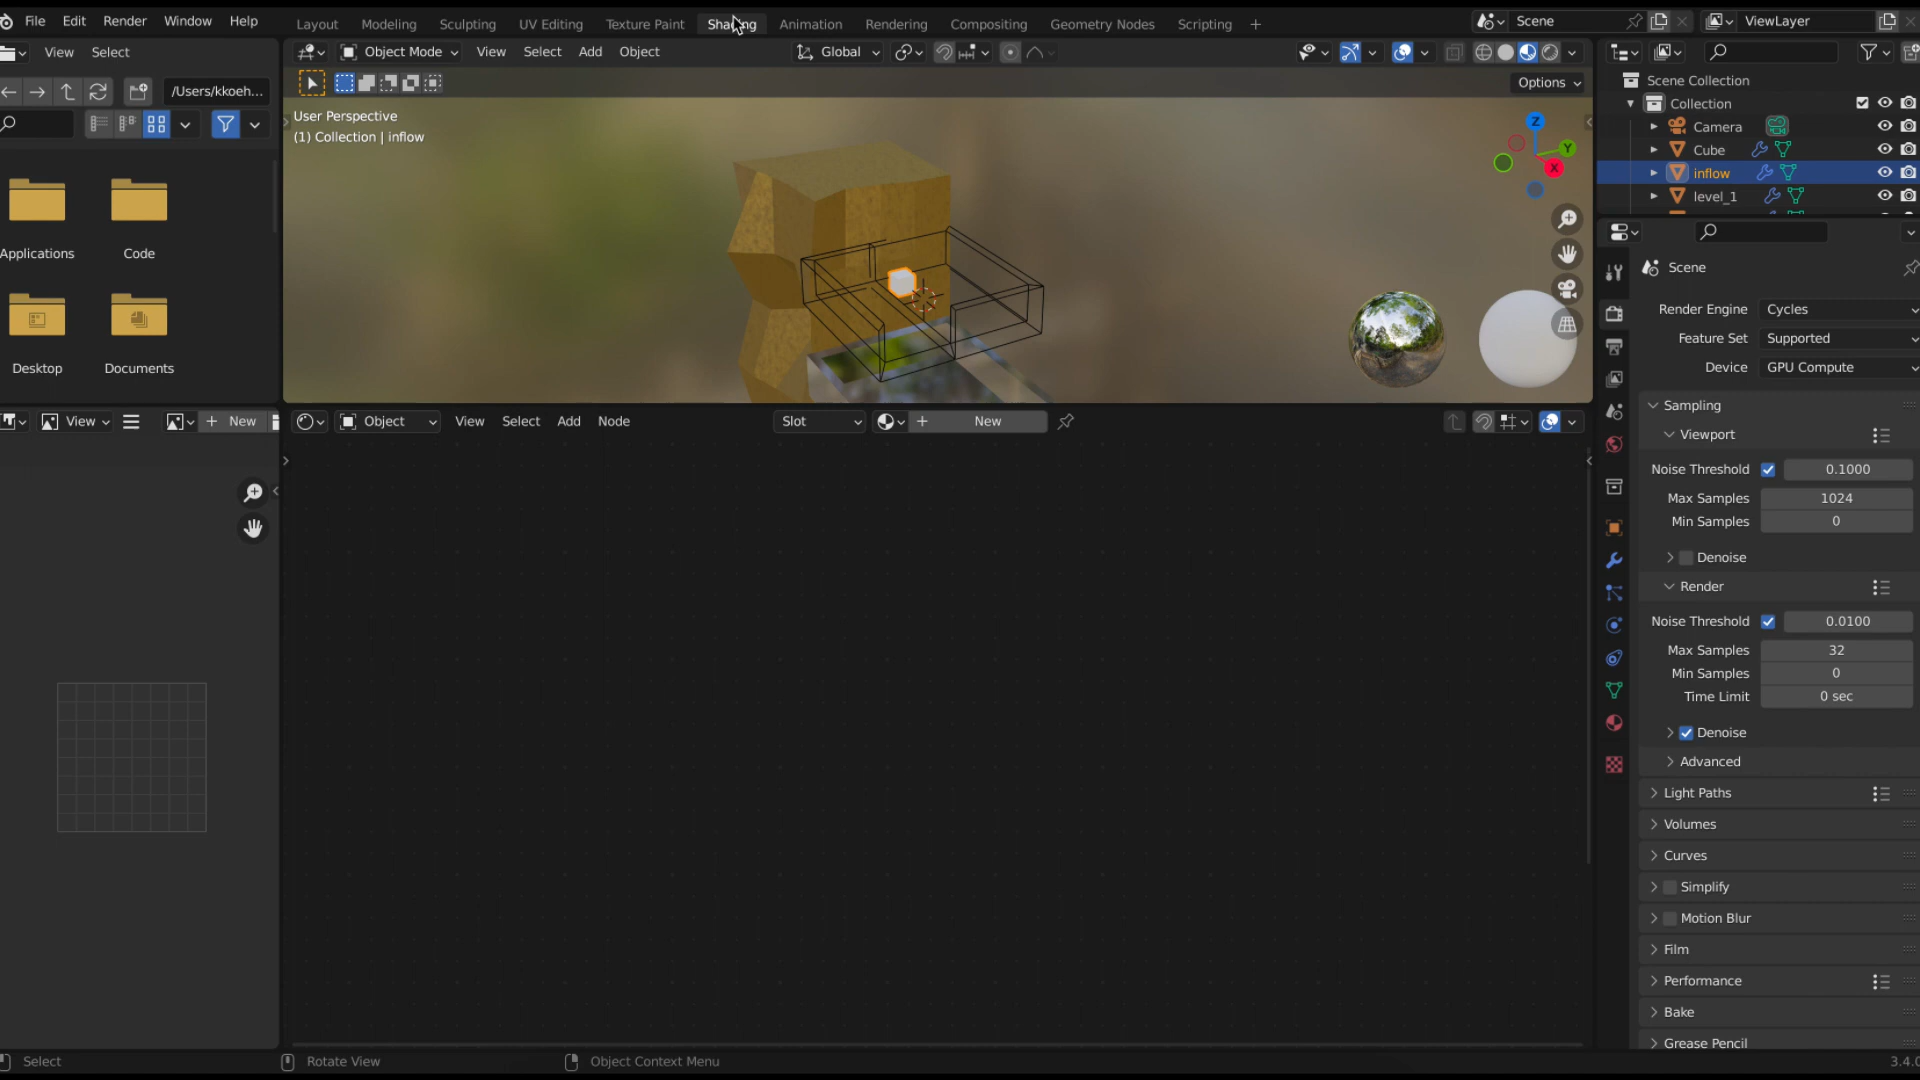 File Edit Render Window Help
Layout Modeling Sculpting UV Editing Texture Paint Shading Animation Rendering Compositing Geometry Nodes Scripting +
Scene
ViewLayer
View Select
/Users/kkoeh...
Applications Code
Desktop Documents
Object Mode View Select Add Object
Global
Options
User Perspective
(1) Collection | inflow
Z
Y
X
Scene Collection
Collection
Camera
Cube
inflow
level_1
View
+ New
Object View Select Add Node
Slot
+ New
Scene
Render Engine Cycles
Feature Set Supported
Device GPU Compute
Sampling
Viewport
Noise Threshold 0.1000
Max Samples 1024
Min Samples 0
Denoise
Render
Noise Threshold 0.0100
Max Samples 32
Min Samples 0
Time Limit 0 sec
Denoise
Advanced
Light Paths
Volumes
Curves
Simplify
Motion Blur
Film
Performance
Bake
Grease Pencil
Select
Rotate View
Object Context Menu
3.4.0